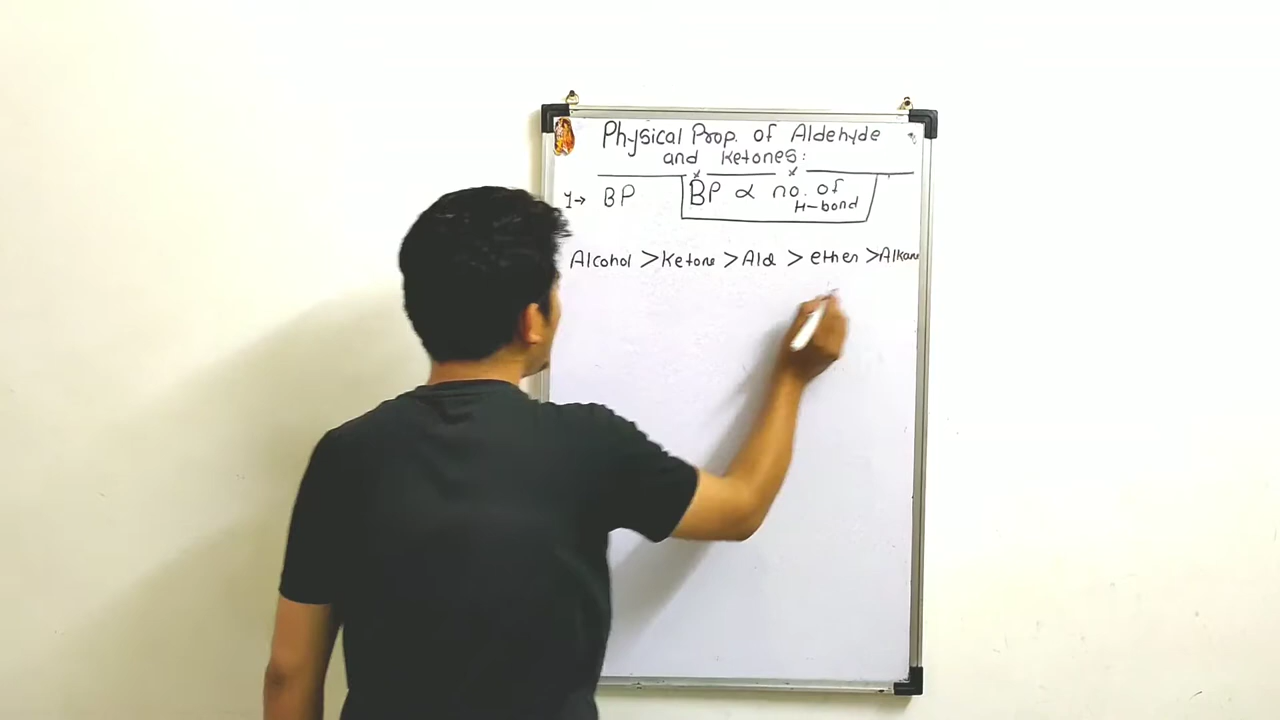 Physical Prop. of Aldehyde
and Ketones:
1→ BP BP ∝ no. of
H-bond
Alcohol > Ketone > Ald > ether > Alkane